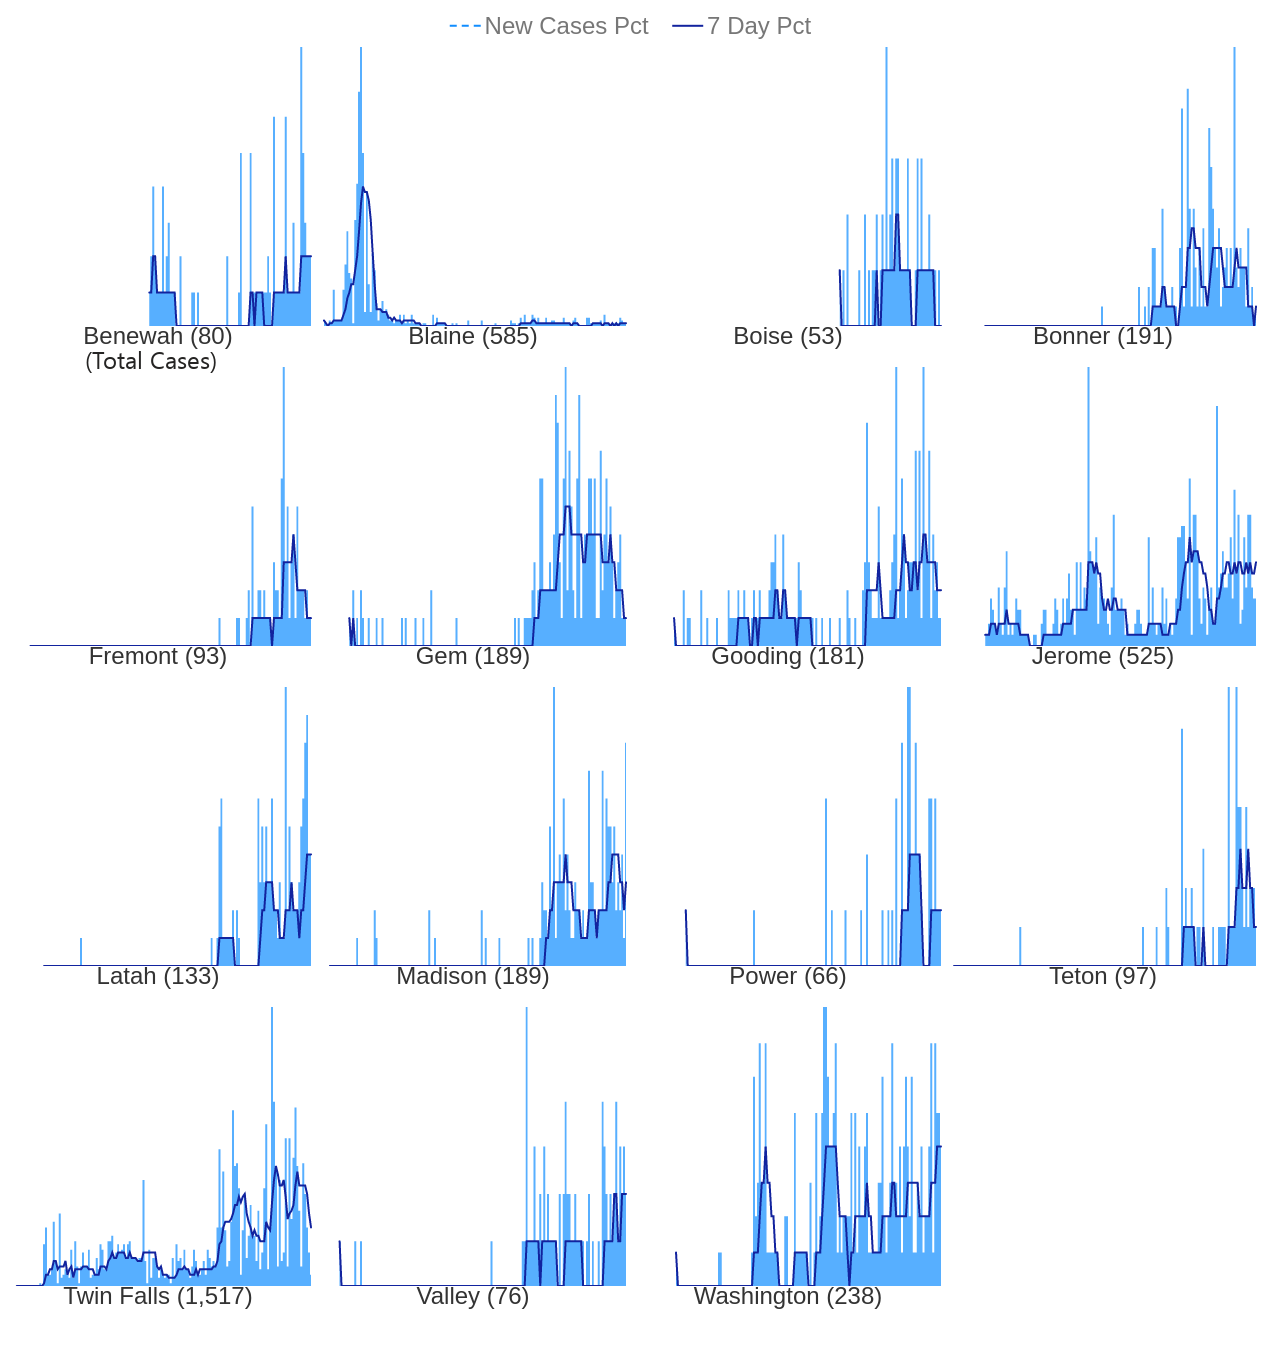 New Cases Pct 7 Day Pct
Benewah (80) Blaine (585) Boise (53) Bonner (191)
(Total Cases)
Fremont (93) Gem (189) Gooding (181) Jerome (525)
Latah (133) Madison (189) Power (66) Teton (97)
Twin Falls (1,517) Valley (76) Washington (238)